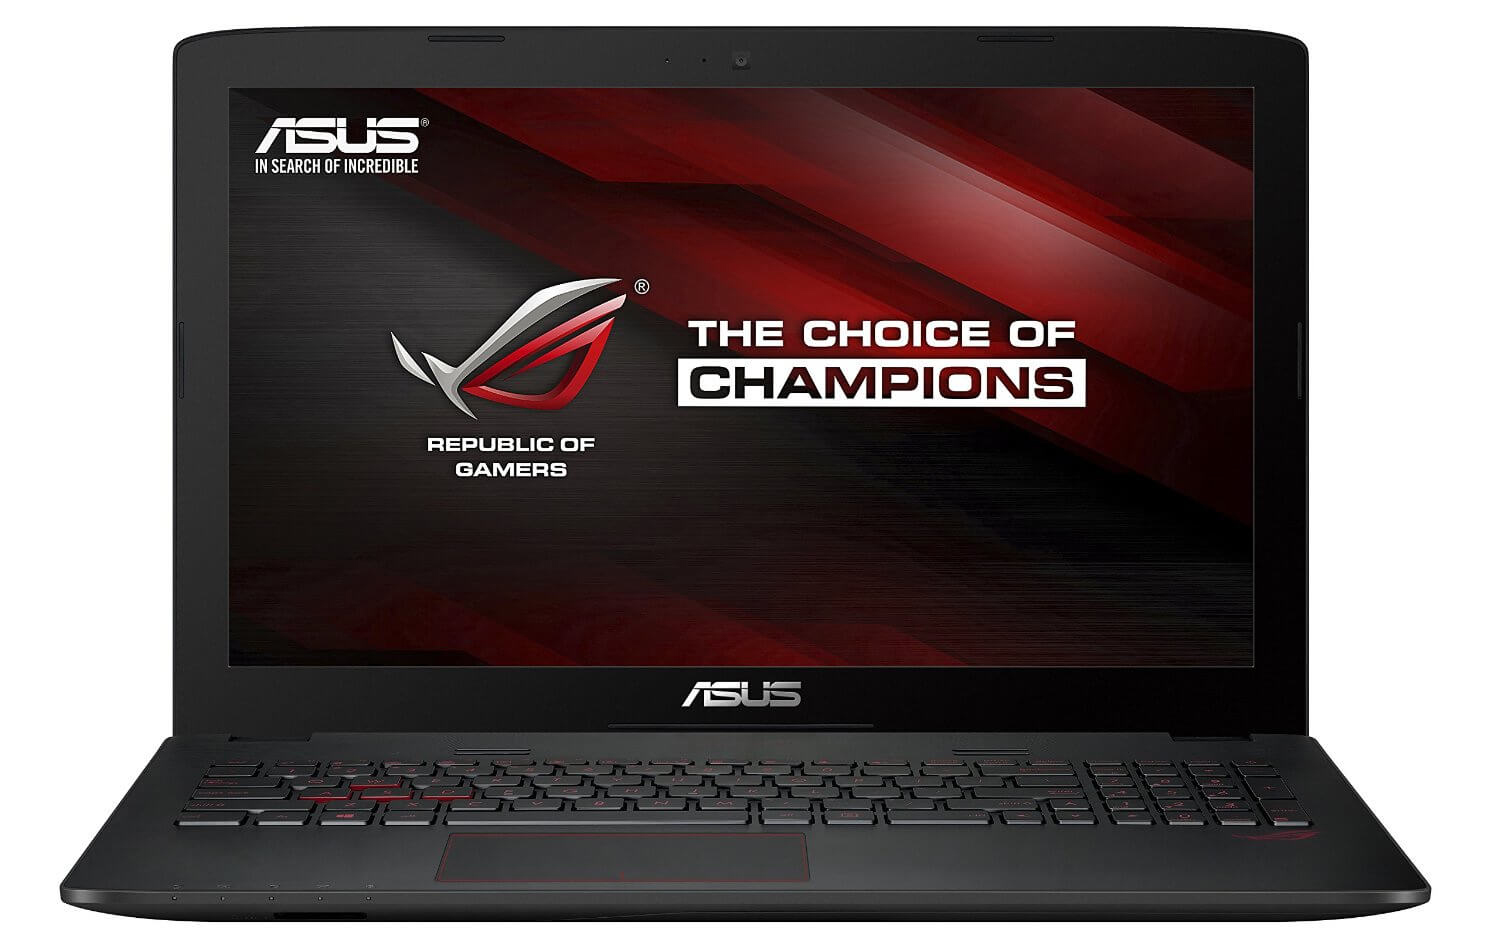 ASUS®
IN SEARCH OF INCREDIBLE
®
THE CHOICE OF
CHAMPIONS
REPUBLIC OF
GAMERS
ASUS